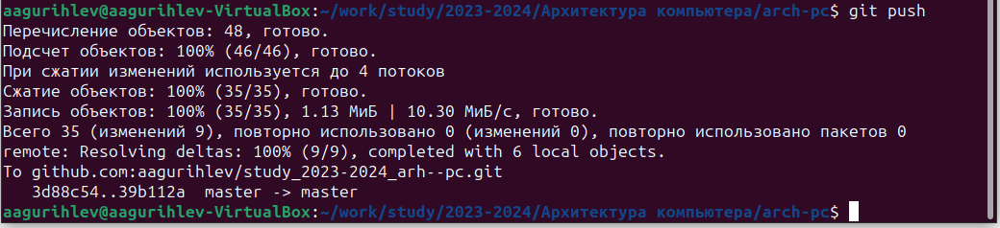 aagurihlev@aagurihlev-VirtualBox:~/work/study/2023-2024/Архитектура компьютера/arch-pc$ git push
Перечисление объектов: 48, готово.
Подсчет объектов: 100% (46/46), готово.
При сжатии изменений используется до 4 потоков
Сжатие объектов: 100% (35/35), готово.
Запись объектов: 100% (35/35), 1.13 МиБ | 10.30 МиБ/с, готово.
Всего 35 (изменений 9), повторно использовано 0 (изменений 0), повторно использовано пакетов 0
remote: Resolving deltas: 100% (9/9), completed with 6 local objects.
To github.com:aagurihlev/study_2023-2024_arh--pc.git
   3d88c54..39b112a  master -> master
aagurihlev@aagurihlev-VirtualBox:~/work/study/2023-2024/Архитектура компьютера/arch-pc$